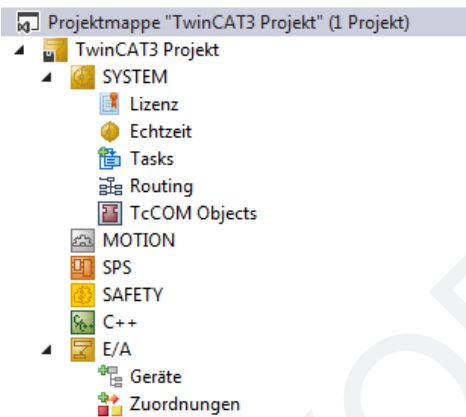 Projektmappe "TwinCAT3 Projekt" (1 Projekt)
TwinCAT3 Projekt
SYSTEM
Lizenz
Echtzeit
Tasks
Routing
TcCOM Objects
MOTION
SPS
SAFETY
C++
E/A
Geräte
Zuordnungen